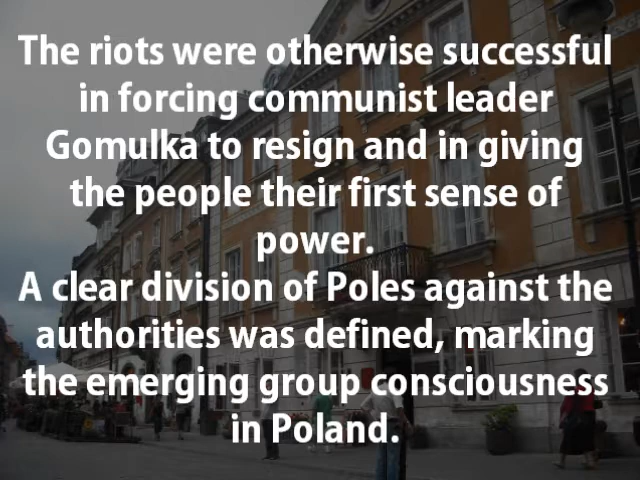 The riots were otherwise successful
in forcing communist leader
Gomulka to resign and in giving
the people their first sense of
power.
A clear division of Poles against the
authorities was defined, marking
the emerging group consciousness
in Poland.